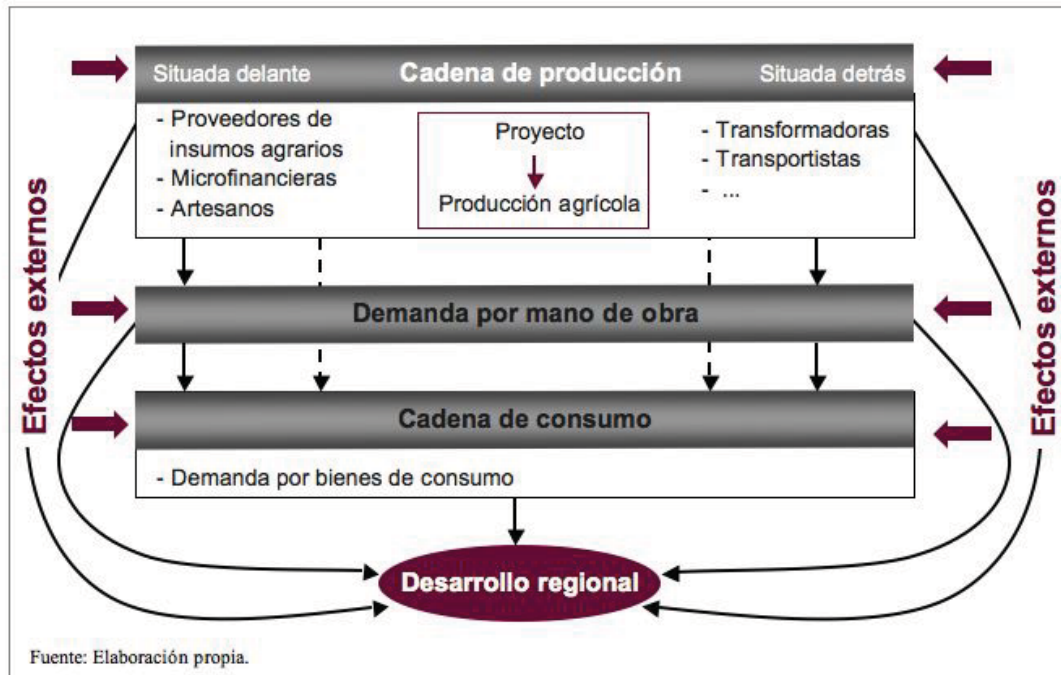 Situada delante
Cadena de producción
Situada detrás
- Proveedores de
insumos agrarios
- Microfinancieras
- Artesanos
Proyecto
Producción agrícola
- Transformadoras
- Transportistas
- ...
Efectos externos
Efectos externos
Demanda por mano de obra
Cadena de consumo
- Demanda por bienes de consumo
Desarrollo regional
Fuente: Elaboración propia.